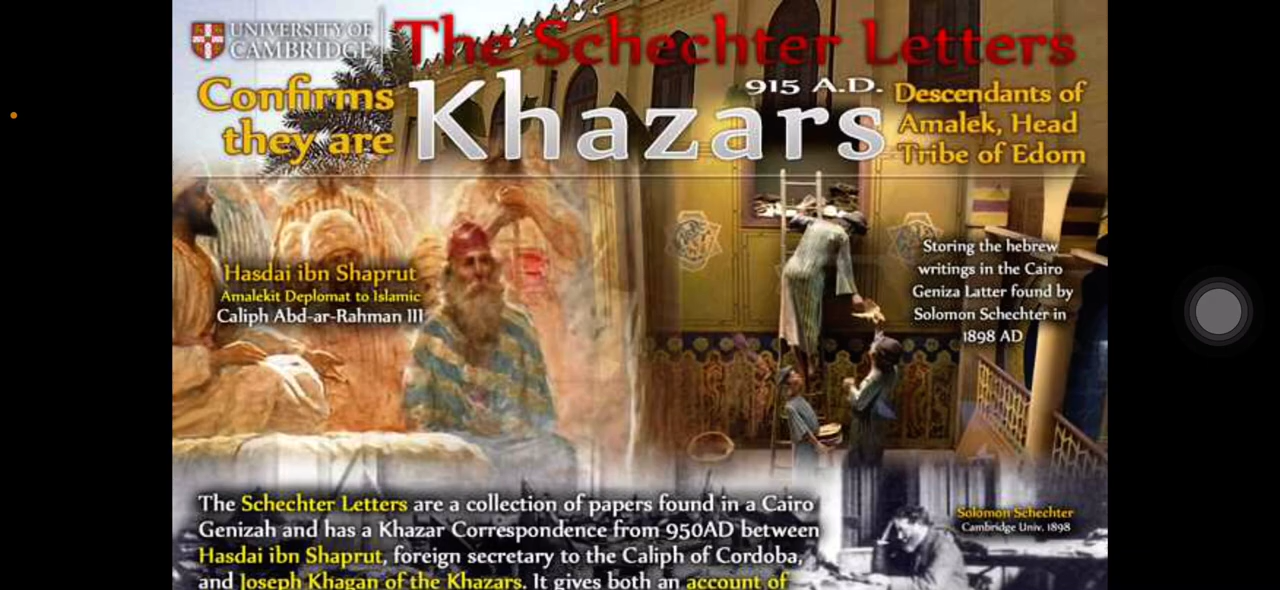 UNIVERSITY OF
CAMBRIDGE
The Schechter Letters
915 A.D.
Confirms
they are
Khazars
Descendants of
Amalek, Head
Tribe of Edom
Hasdai ibn Shaprut
Amalekit Deplomat to Islamic
Caliph Abd-ar-Rahman III
Storing the hebrew
writings in the Cairo
Geniza Latter found by
Solomon Schechter in
1898 AD
The Schechter Letters are a collection of papers found in a Cairo
Genizah and has a Khazar Correspondence from 950AD between
Hasdai ibn Shaprut, foreign secretary to the Caliph of Cordoba,
and Joseph Khagan of the Khazars. It gives both an account of
Solomon Schechter
Cambridge Univ. 1898